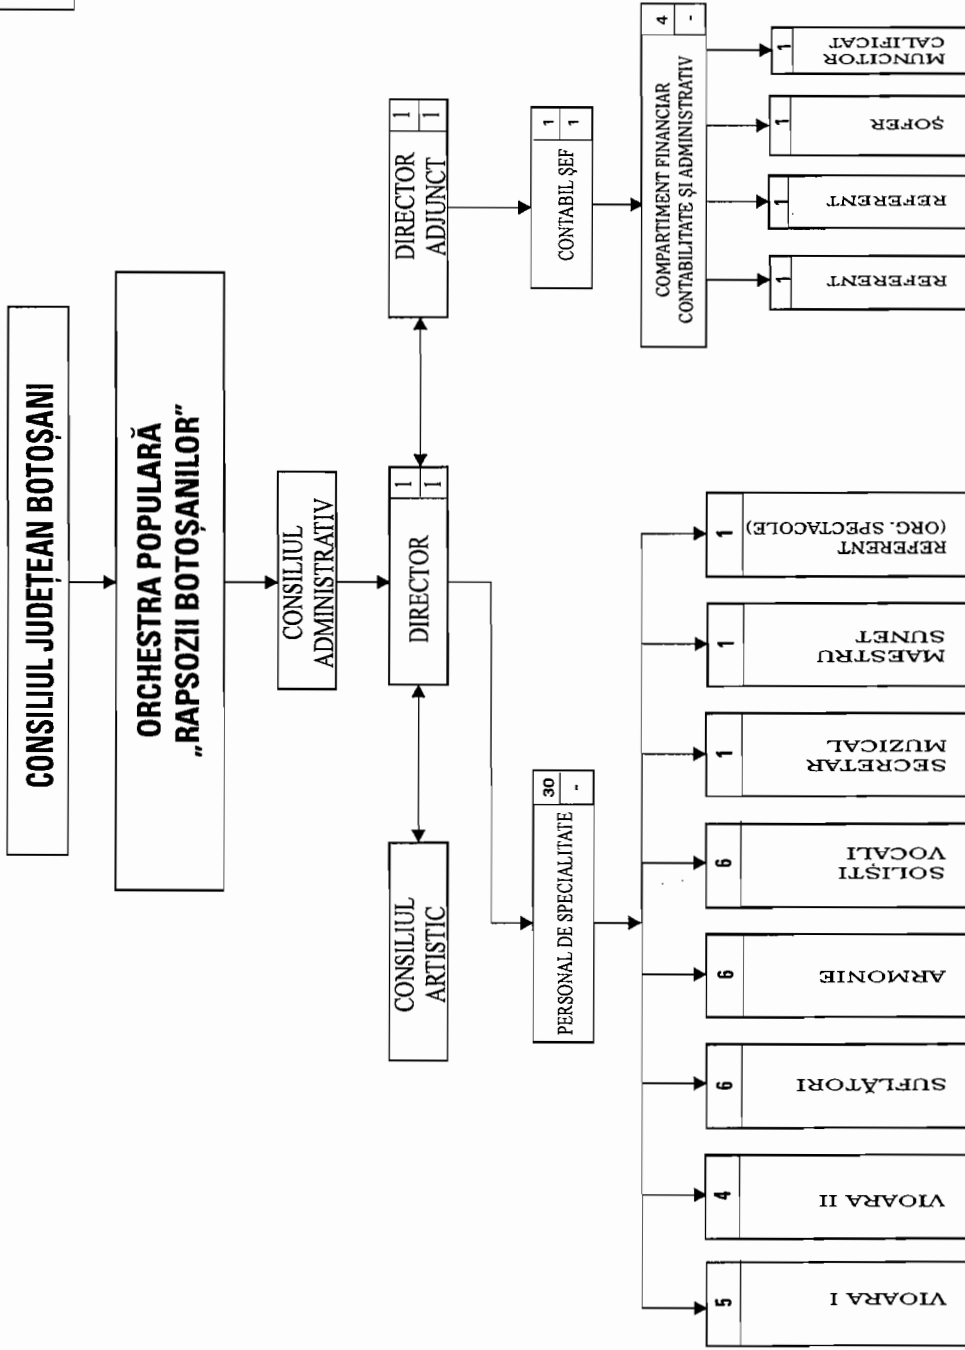 CONSILIUL JUDEȚEAN BOTOȘANI
ORCHESTRA POPULARĂ
„RAPSOZII BOTOȘANILOR”
CONSILIUL
ADMINISTRATIV
CONSILIUL
ARTISTIC
DIRECTOR
1
1
DIRECTOR
ADJUNCT
1
1
PERSONAL DE SPECIALITATE
30
-
CONTABIL ȘEF
1
1
COMPARTIMENT FINANCIAR
CONTABILITATE ȘI ADMINISTRATIV
4
-
5
VIOARA I
4
VIOARA II
6
SUFLĂTORI
6
ARMONIE
6
SOLIȘTI
VOCALI
1
SECRETAR
MUZICAL
1
MAESTRU
SUNET
1
REFERENT
(ORG. SPECTACOLE)
1
REFERENT
1
REFERENT
1
ȘOFER
1
MUNCITOR
CALIFICAT